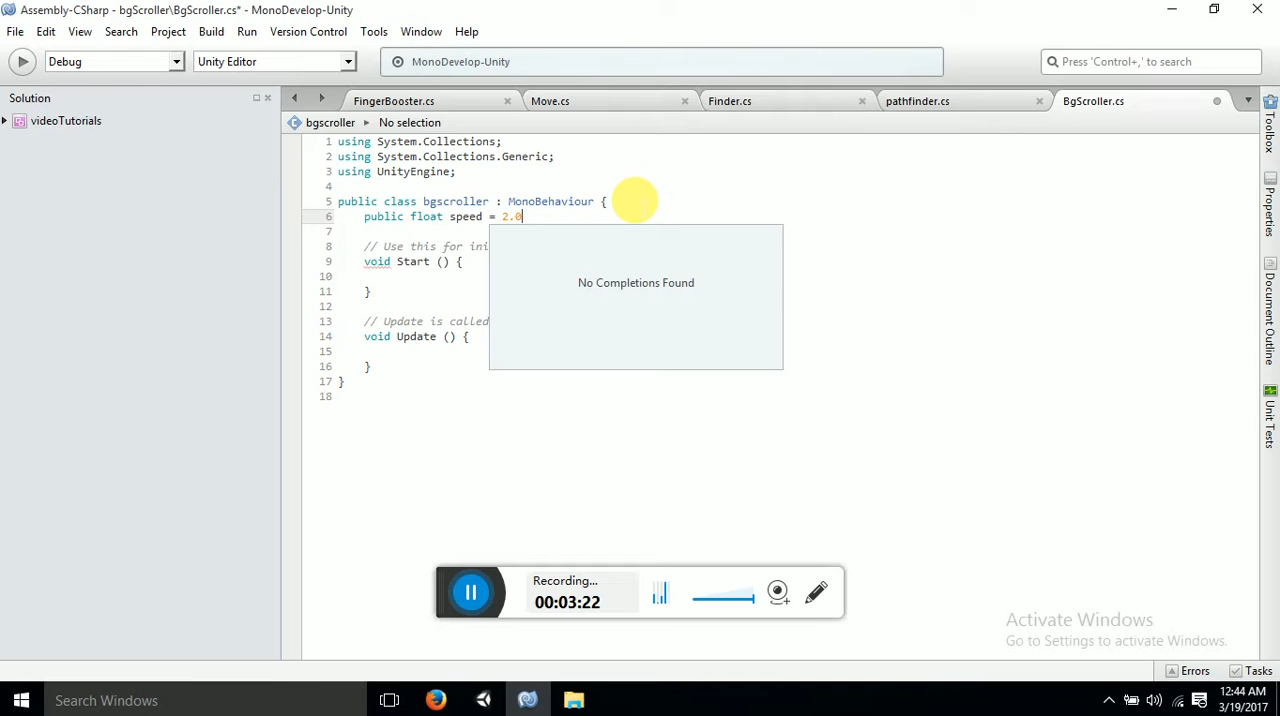 Assembly-CSharp - bgScroller\BgScroller.cs* - MonoDevelop-Unity
File Edit View Search Project Build Run Version Control Tools Window Help
Debug Unity Editor MonoDevelop-Unity Press 'Control+,' to search
Solution
videoTutorials
FingerBooster.cs Move.cs Finder.cs pathfinder.cs BgScroller.cs
bgscroller No selection
1 using System.Collections;
2 using System.Collections.Generic;
3 using UnityEngine;
4
5 public class bgscroller : MonoBehaviour {
6 public float speed = 2.0
7
8 // Use this for ini
9 void Start () {
10
11 }
12
13 // Update is called
14 void Update () {
15
16 }
17 }
18
No Completions Found
Toolbox
Properties
Document Outline
Unit Tests
Recording...
00:03:22
Activate Windows
Go to Settings to activate Windows.
Errors Tasks
Search Windows
12:44 AM
3/19/2017